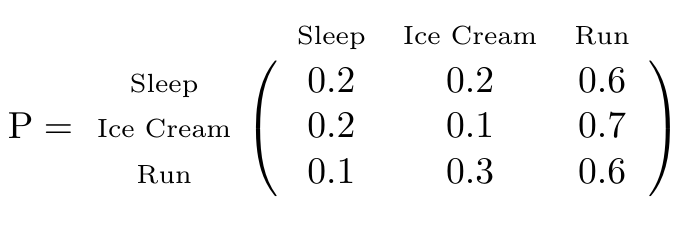 Sleep Ice Cream Run
Sleep 0.2 0.2 0.6
P = Ice Cream 0.2 0.1 0.7
Run 0.1 0.3 0.6